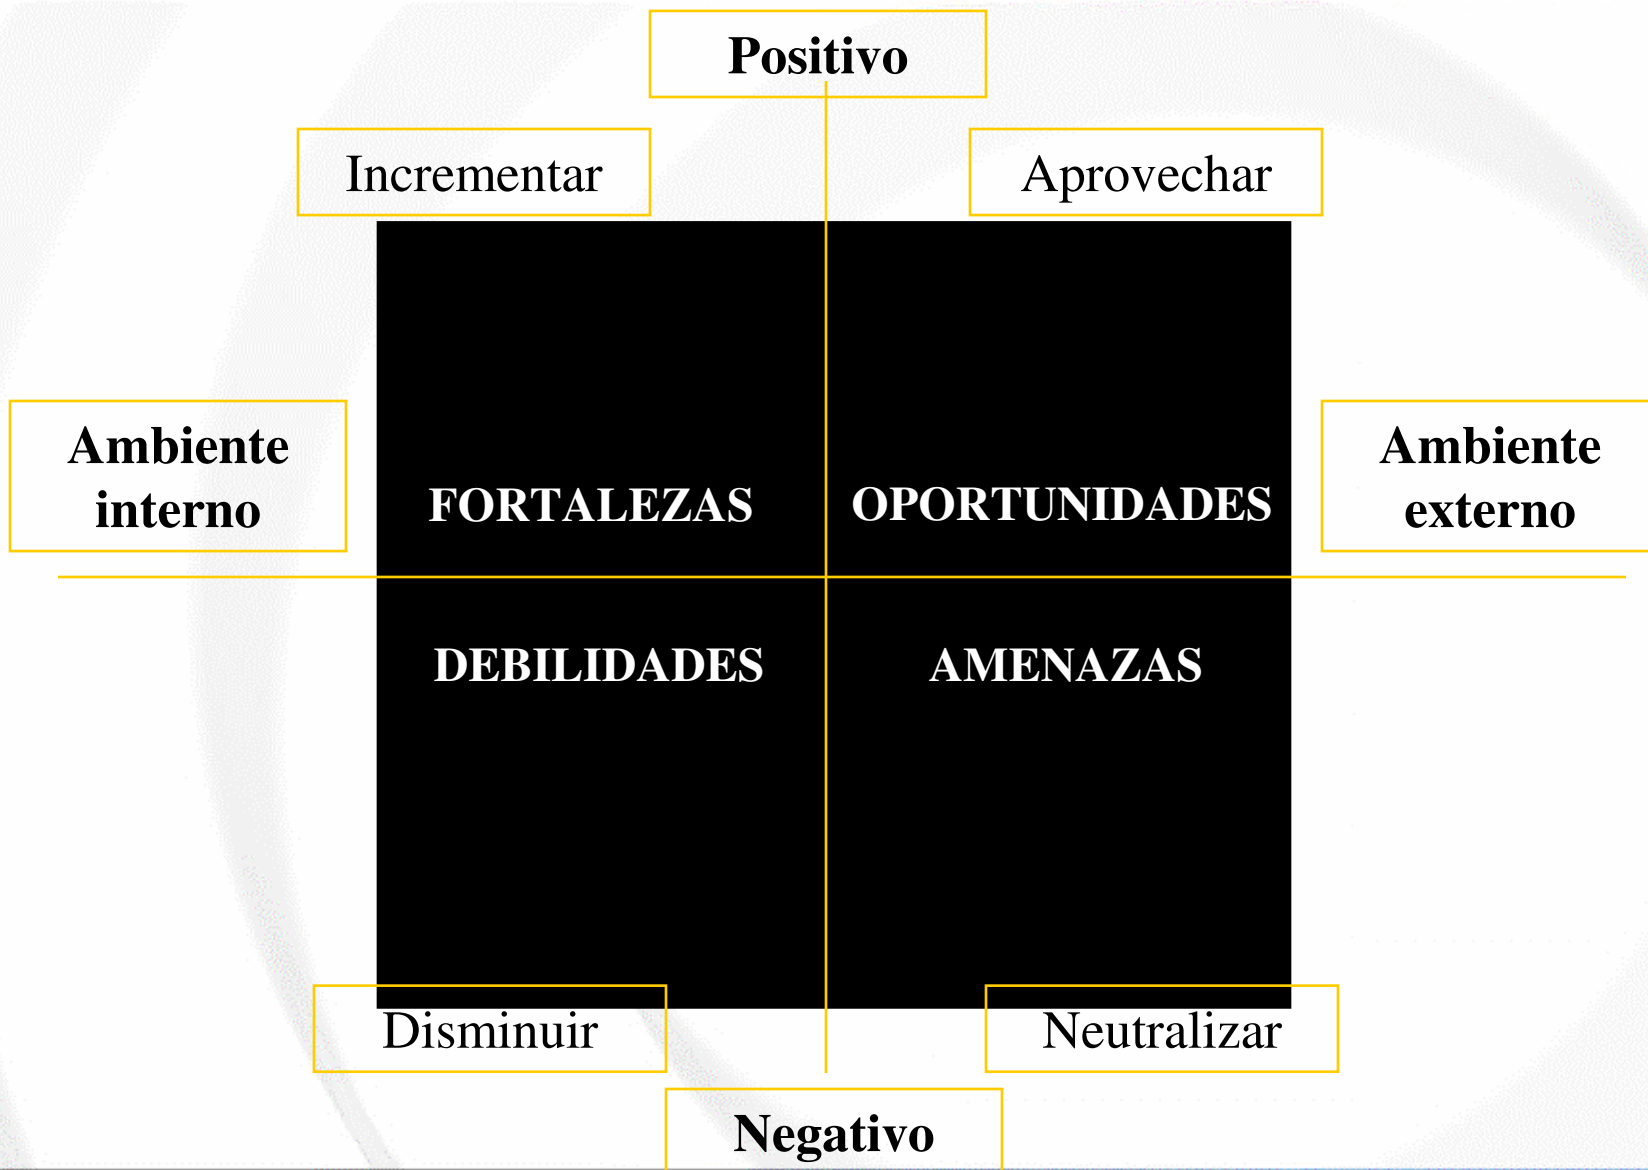 Positivo
Incrementar
Aprovechar
Ambiente
interno
Ambiente
externo
FORTALEZAS
OPORTUNIDADES
DEBILIDADES
AMENAZAS
Disminuir
Neutralizar
Negativo